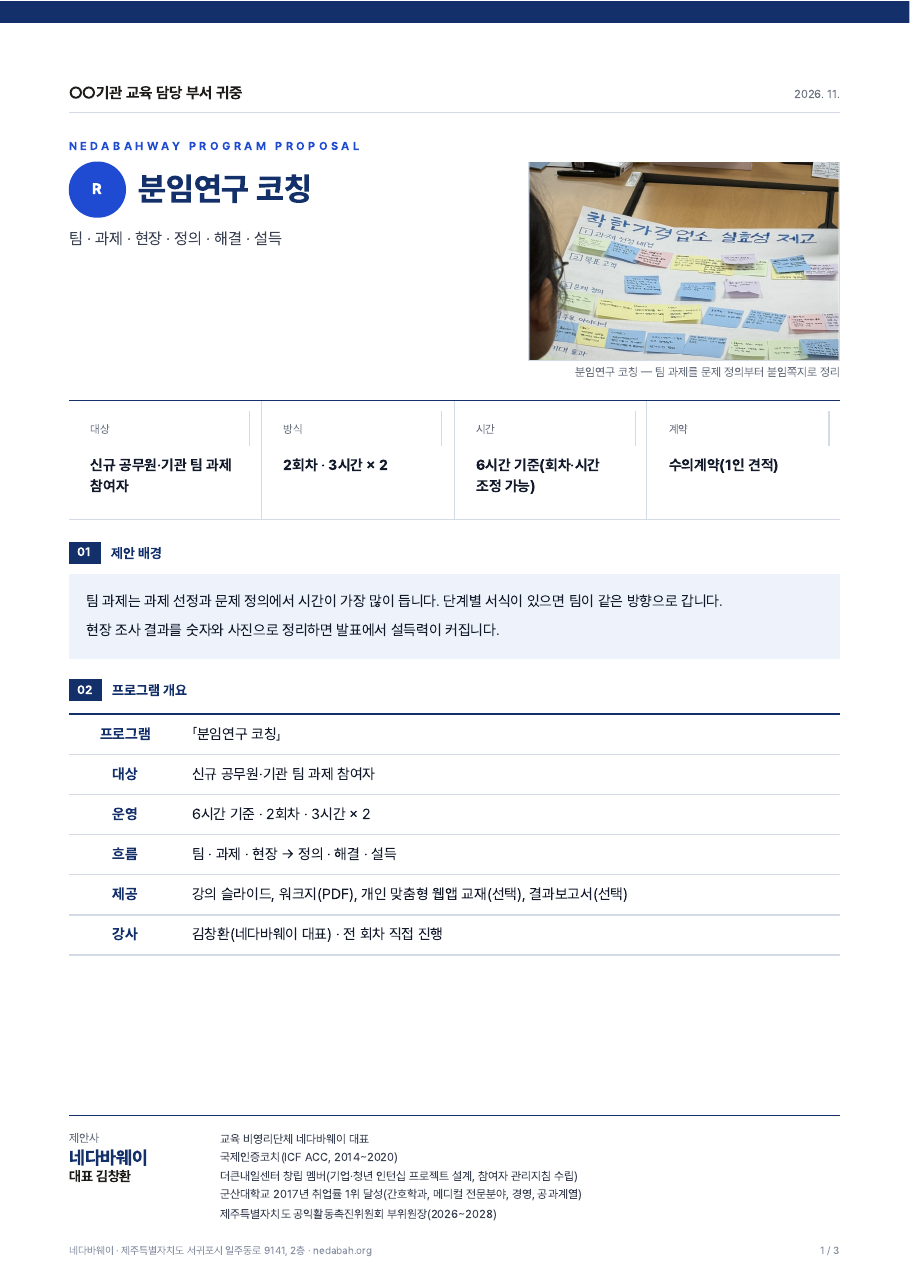 ○○기관 교육 담당 부서 귀중
2026. 11.
NEDABAHWAY PROGRAM PROPOSAL
R
분임연구 코칭
팀 · 과제 · 현장 · 정의 · 해결 · 설득
착한가격업소 실효성 제고
분임연구 코칭 — 팀 과제를 문제 정의부터 붙임쪽지로 정리
대상
신규 공무원·기관 팀 과제
참여자
방식
2회차 · 3시간 × 2
시간
6시간 기준(회차·시간
조정 가능)
계약
수의계약(1인 견적)
01 제안 배경
팀 과제는 과제 선정과 문제 정의에서 시간이 가장 많이 듭니다. 단계별 서식이 있으면 팀이 같은 방향으로 갑니다.
현장 조사 결과를 숫자와 사진으로 정리하면 발표에서 설득력이 커집니다.
02 프로그램 개요
프로그램 「분임연구 코칭」
대상 신규 공무원·기관 팀 과제 참여자
운영 6시간 기준 · 2회차 · 3시간 × 2
흐름 팀 · 과제 · 현장 → 정의 · 해결 · 설득
제공 강의 슬라이드, 워크지(PDF), 개인 맞춤형 웹앱 교재(선택), 결과보고서(선택)
강사 김창환(네다바웨이 대표) · 전 회차 직접 진행
제안사
네다바웨이
대표 김창환
교육 비영리단체 네다바웨이 대표
국제인증코치(ICF ACC, 2014~2020)
더큰내일센터 창립 멤버(기업·청년 인턴십 프로젝트 설계, 참여자 관리지침 수립)
군산대학교 2017년 취업률 1위 달성(간호학과, 메디컬 전문분야, 경영, 공과계열)
제주특별자치도 공익활동촉진위원회 부위원장(2026~2028)
네다바웨이 · 제주특별자치도 서귀포시 일주동로 9141, 2층 · nedabah.org
1 / 3